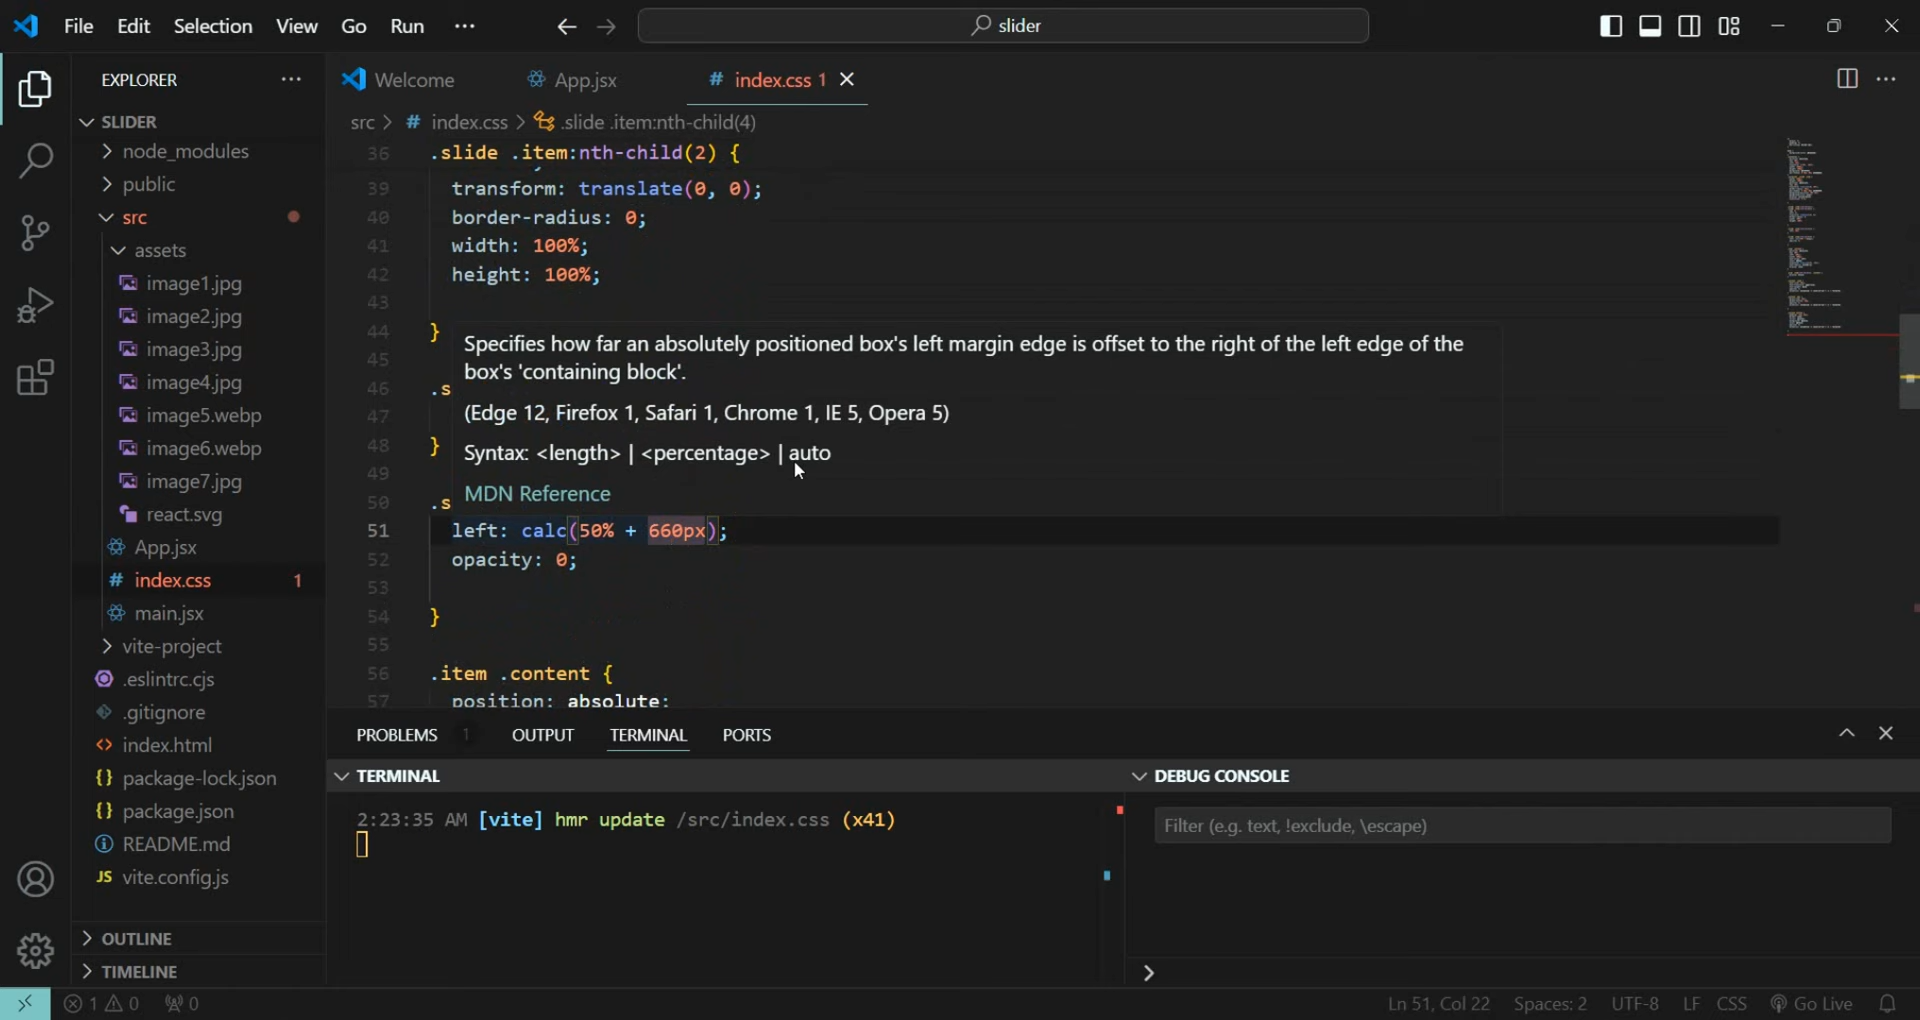 File Edit Selection View Go Run ···
slider
EXPLORER ···
SLIDER
node_modules
public
src
assets
image1.jpg
image2.jpg
image3.jpg
image4.jpg
image5.webp
image6.webp
image7.jpg
react.svg
App.jsx
# index.css 1
main.jsx
vite-project
.eslintrc.cjs
.gitignore
<> index.html
{} package-lock.json
{} package.json
README.md
JS vite.config.js
OUTLINE
TIMELINE
Welcome App.jsx # index.css 1
src > # index.css > .slide .item:nth-child(4)
36 .slide .item:nth-child(2) {
39 transform: translate(0, 0);
40 border-radius: 0;
41 width: 100%;
42 height: 100%;
43
44 }
45
46 .s
47
48 }
49
50 .s
Specifies how far an absolutely positioned box's left margin edge is offset to the right of the left edge of the
box's 'containing block'.
(Edge 12, Firefox 1, Safari 1, Chrome 1, IE 5, Opera 5)
Syntax: <length> | <percentage> | auto
MDN Reference
51 left: calc(50% + 660px);
52 opacity: 0;
53
54 }
55
56 .item .content {
57 position: absolute;
PROBLEMS 1 OUTPUT TERMINAL PORTS
TERMINAL
2:23:35 AM [vite] hmr update /src/index.css (x41)
DEBUG CONSOLE
Filter (e.g. text, !exclude, \escape)
1 0 0
Ln 51, Col 22 Spaces: 2 UTF-8 LF CSS Go Live